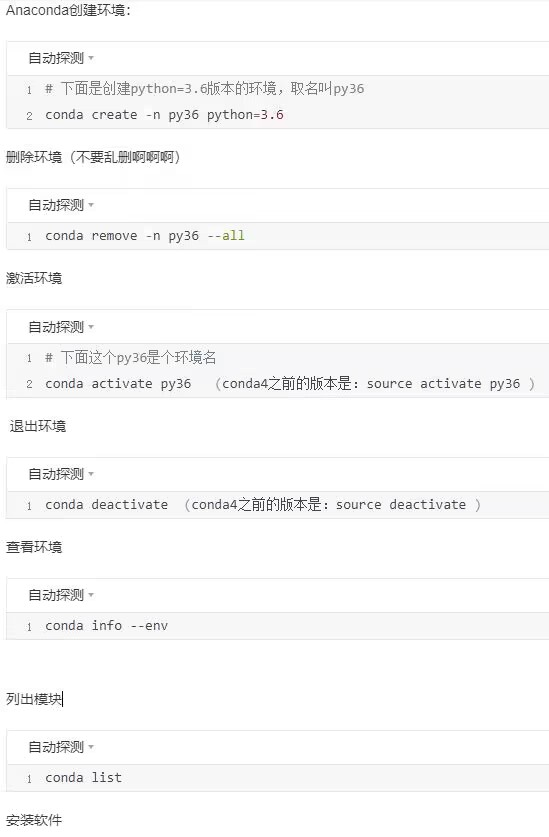 Anaconda创建环境：
自动探测
1 # 下面是创建python=3.6版本的环境，取名叫py36
2 conda create -n py36 python=3.6
删除环境（不要乱删啊啊啊）
自动探测
1 conda remove -n py36 --all
激活环境
自动探测
1 # 下面这个py36是个环境名
2 conda activate py36 （conda4之前的版本是：source activate py36 ）
退出环境
自动探测
1 conda deactivate （conda4之前的版本是：source deactivate ）
查看环境
自动探测
1 conda info --env
列出模块
自动探测
1 conda list
安装软件